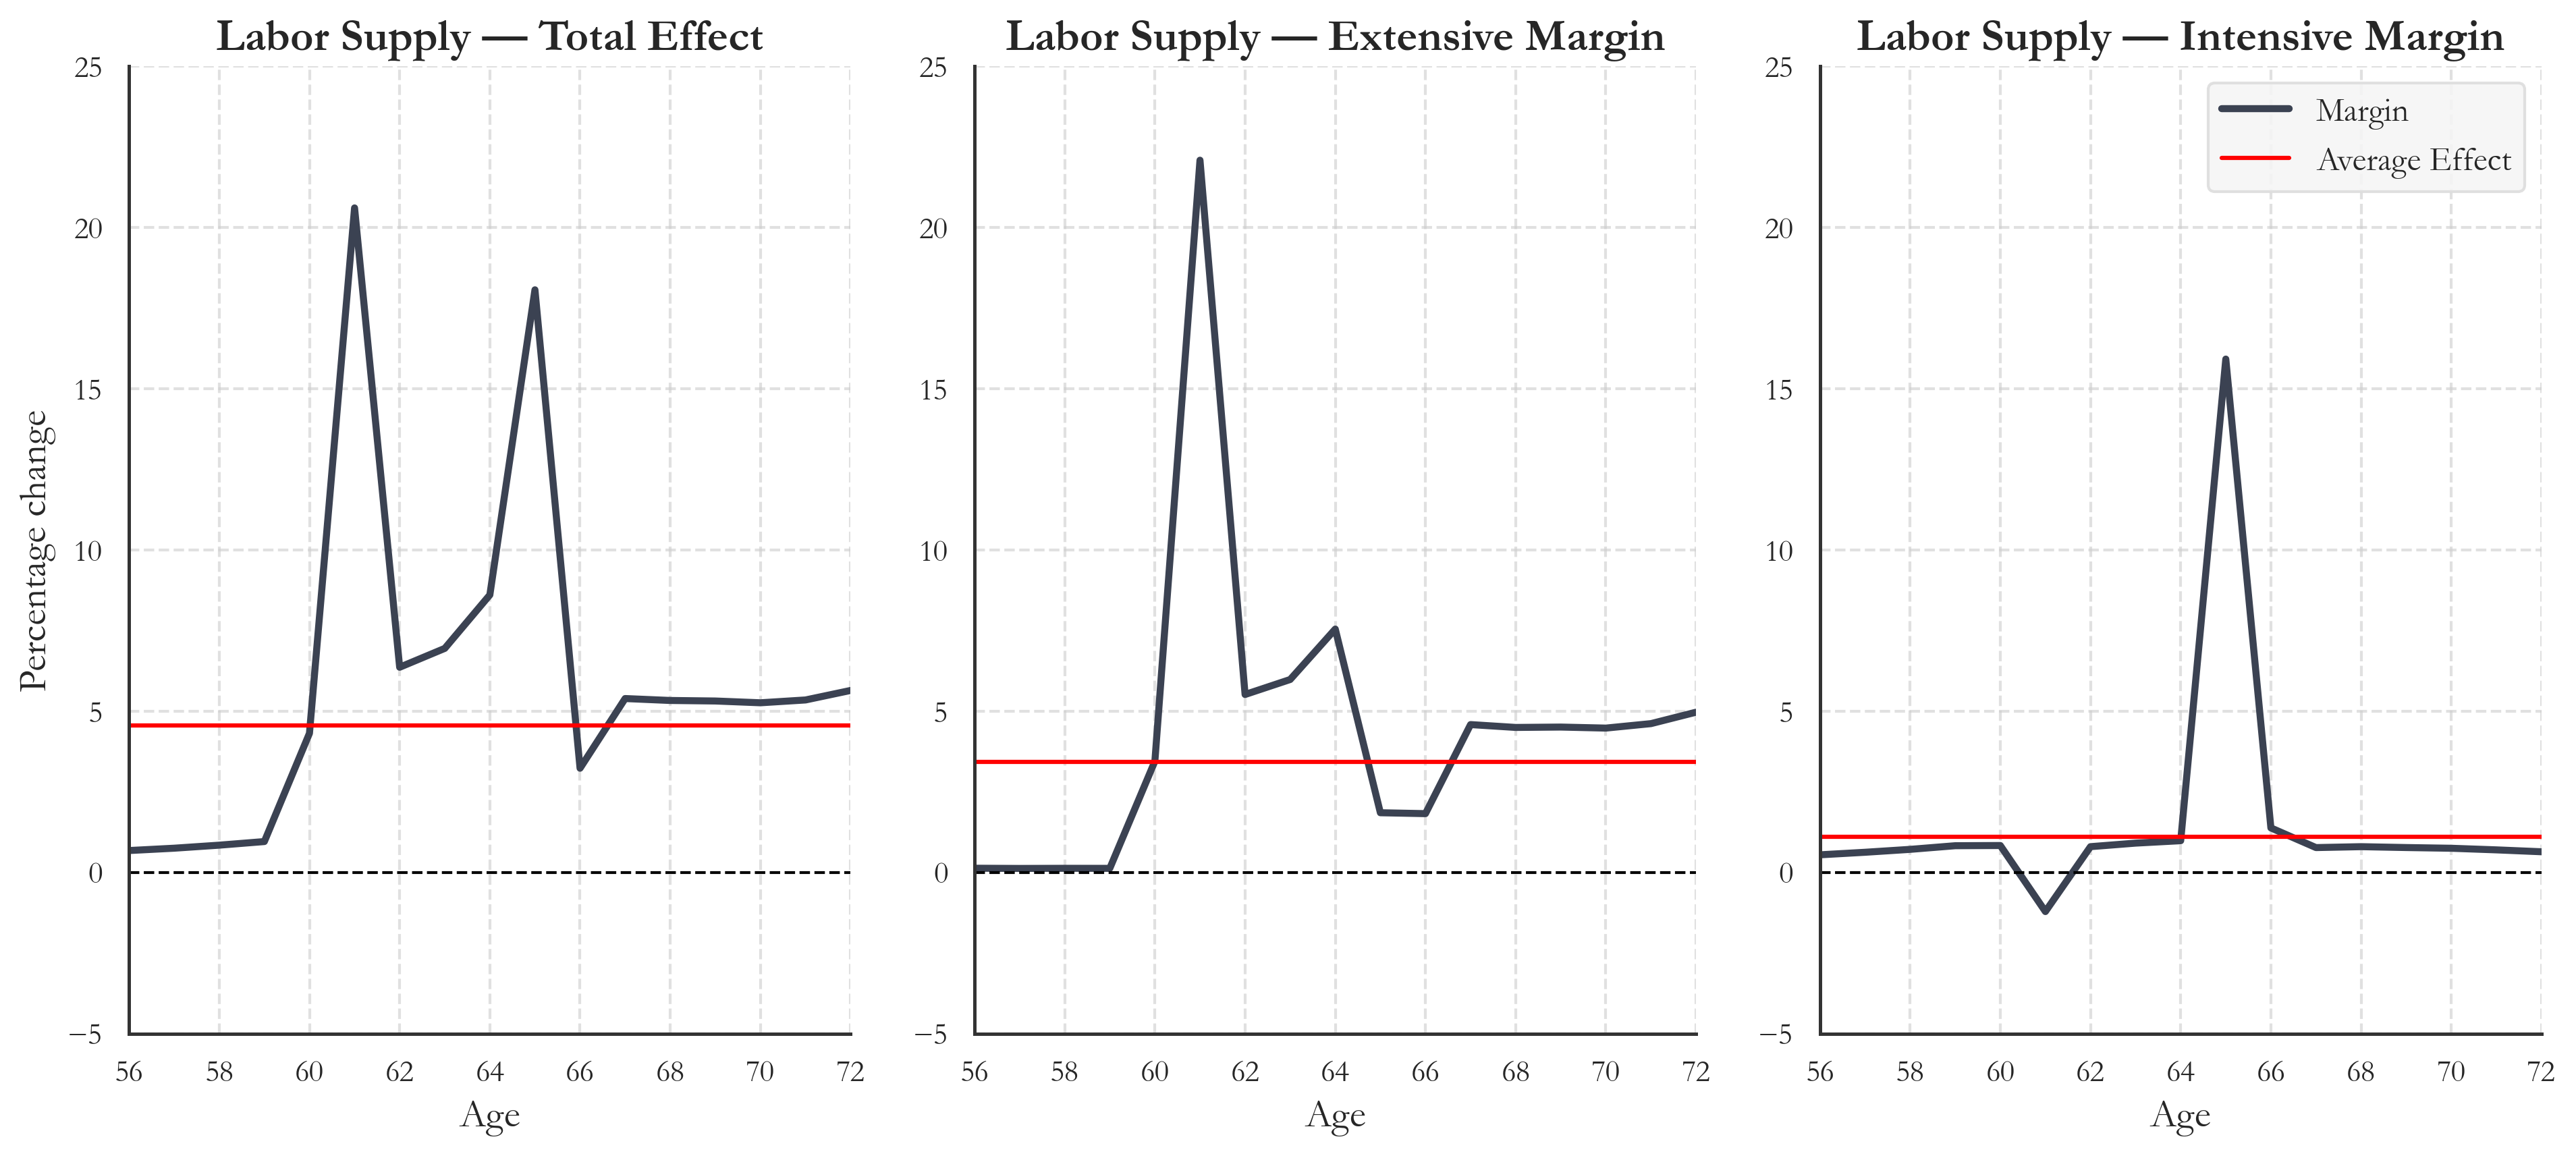 Labor Supply — Total Effect
25
20
15
10
5
0
−5
Percentage change
56 58 60 62 64 66 68 70 72
Age
Labor Supply — Extensive Margin
25
20
15
10
5
0
−5
56 58 60 62 64 66 68 70 72
Age
Labor Supply — Intensive Margin
Margin
Average Effect
25
20
15
10
5
0
−5
56 58 60 62 64 66 68 70 72
Age